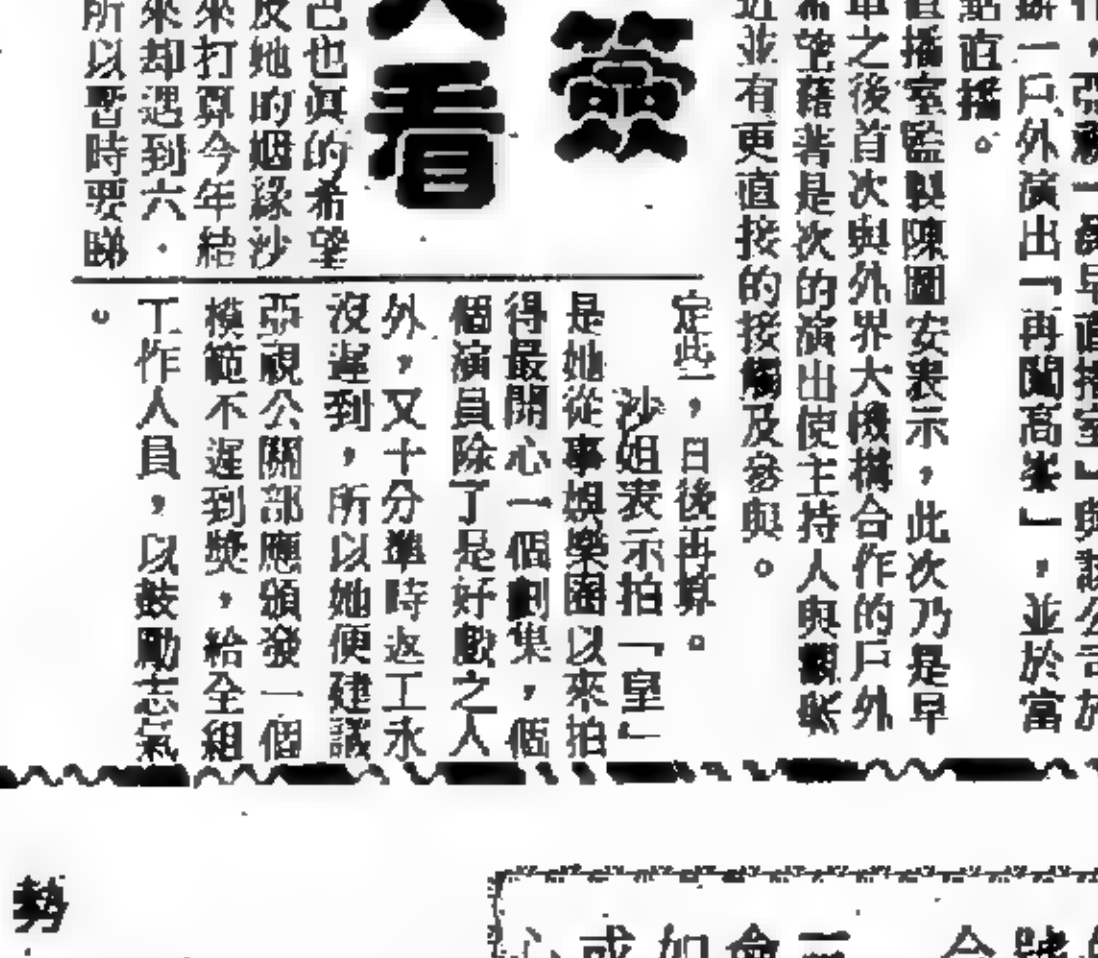 辦一戶外演出「再闖高峯」，並於當
點直播。
直播室監製陳圖安表示，此次乃是早
車之後首次與外界大機構合作的戶外
希望藉著是次的演出使主持人與觀眾
近並有更直接的接觸及參與。
簽
看
己也真的希望
及她的姻緣沙
來打算今年結
來却遇到六．
所以暫時要睇
定些，日後再算。
沙姐表示拍「皇」
是她從事娛樂圈以來拍
得最開心一個劇集，個
個演員除了是好戲之人
外，又十分準時返工永
沒遲到，所以她便建議
亞視公關部應頒發一個
模範不遲到獎，給全組
工作人員，以鼓勵志氣
。
勢